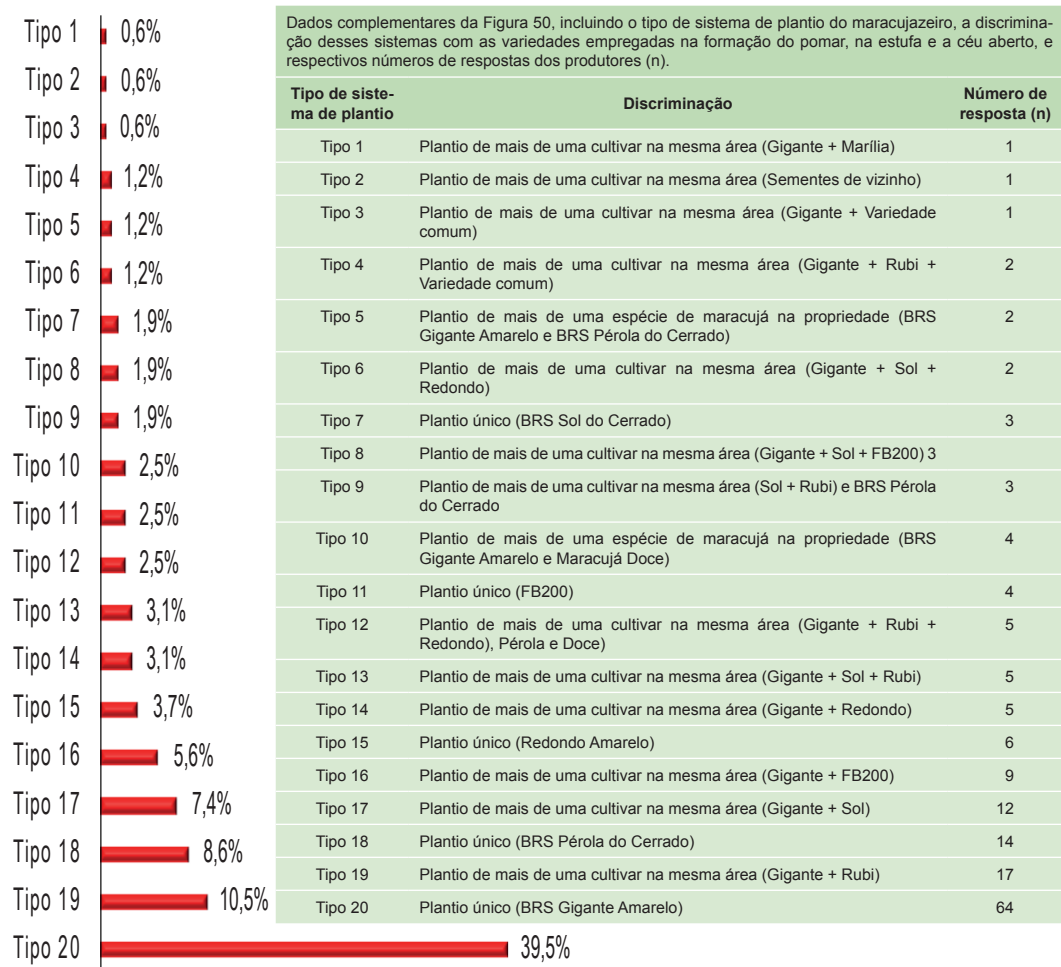 Tipo 1 0,6%
Tipo 2 0,6%
Tipo 3 0,6%
Tipo 4 1,2%
Tipo 5 1,2%
Tipo 6 1,2%
Tipo 7 1,9%
Tipo 8 1,9%
Tipo 9 1,9%
Tipo 10 2,5%
Tipo 11 2,5%
Tipo 12 2,5%
Tipo 13 3,1%
Tipo 14 3,1%
Tipo 15 3,7%
Tipo 16 5,6%
Tipo 17 7,4%
Tipo 18 8,6%
Tipo 19 10,5%
Tipo 20 39,5%
Dados complementares da Figura 50, incluindo o tipo de sistema de plantio do maracujazeiro, a discrimina-
ção desses sistemas com as variedades empregadas na formação do pomar, na estufa e a céu aberto, e
respectivos números de respostas dos produtores (n).
Tipo de siste-
ma de plantio
Discriminação
Número de
resposta (n)
Tipo 1 Plantio de mais de uma cultivar na mesma área (Gigante + Marília) 1
Tipo 2 Plantio de mais de uma cultivar na mesma área (Sementes de vizinho) 1
Tipo 3 Plantio de mais de uma cultivar na mesma área (Gigante + Variedade 1
comum)
Tipo 4 Plantio de mais de uma cultivar na mesma área (Gigante + Rubi + 2
Variedade comum)
Tipo 5 Plantio de mais de uma espécie de maracujá na propriedade (BRS 2
Gigante Amarelo e BRS Pérola do Cerrado)
Tipo 6 Plantio de mais de uma cultivar na mesma área (Gigante + Sol + 2
Redondo)
Tipo 7 Plantio único (BRS Sol do Cerrado) 3
Tipo 8 Plantio de mais de uma cultivar na mesma área (Gigante + Sol + FB200) 3
Tipo 9 Plantio de mais de uma cultivar na mesma área (Sol + Rubi) e BRS Pérola 3
do Cerrado
Tipo 10 Plantio de mais de uma espécie de maracujá na propriedade (BRS 4
Gigante Amarelo e Maracujá Doce)
Tipo 11 Plantio único (FB200) 4
Tipo 12 Plantio de mais de uma cultivar na mesma área (Gigante + Rubi + 5
Redondo), Pérola e Doce)
Tipo 13 Plantio de mais de uma cultivar na mesma área (Gigante + Sol + Rubi) 5
Tipo 14 Plantio de mais de uma cultivar na mesma área (Gigante + Redondo) 5
Tipo 15 Plantio único (Redondo Amarelo) 6
Tipo 16 Plantio de mais de uma cultivar na mesma área (Gigante + FB200) 9
Tipo 17 Plantio de mais de uma cultivar na mesma área (Gigante + Sol) 12
Tipo 18 Plantio único (BRS Pérola do Cerrado) 14
Tipo 19 Plantio de mais de uma cultivar na mesma área (Gigante + Rubi) 17
Tipo 20 Plantio único (BRS Gigante Amarelo) 64